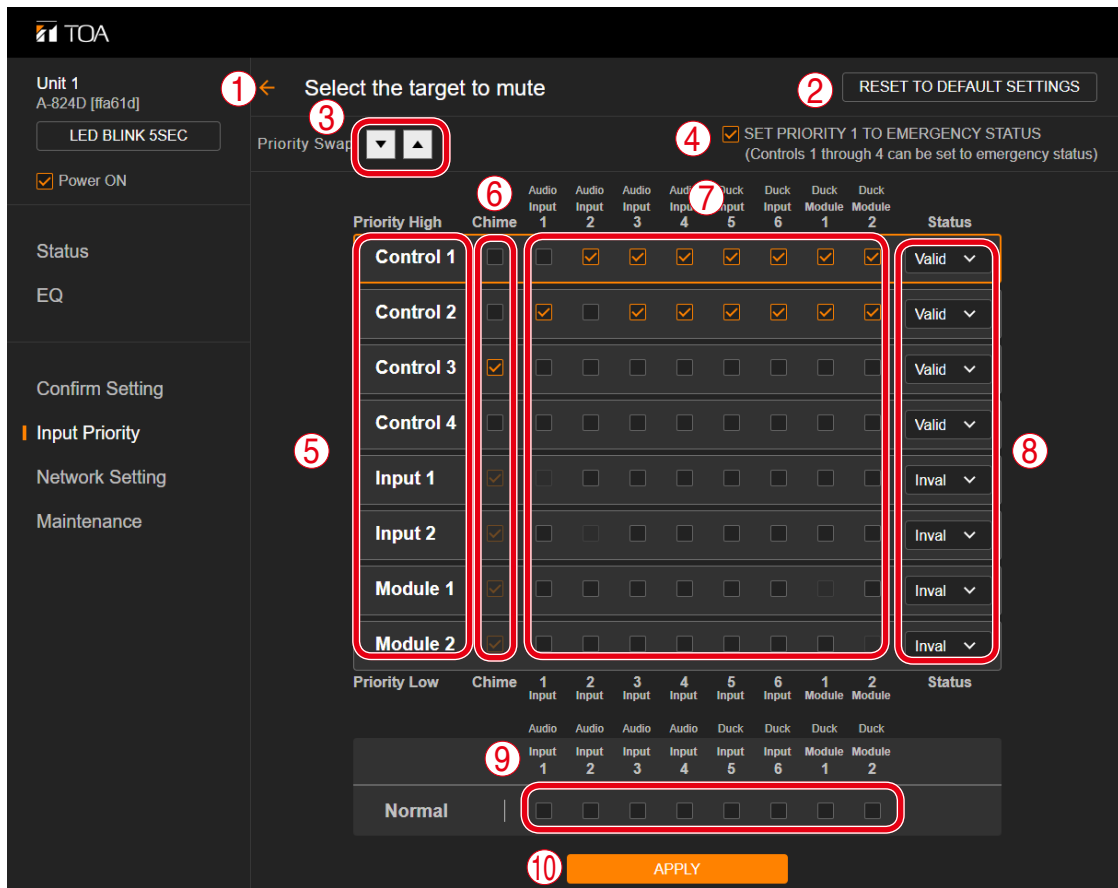 TOA
Unit 1
A-824D [ffa61d]
LED BLINK 5SEC
Power ON
Status
EQ
Confirm Setting
Input Priority
Network Setting
Maintenance
1 ← Select the target to mute
2 RESET TO DEFAULT SETTINGS
3
Priority Swap ▼ ▲
4 SET PRIORITY 1 TO EMERGENCY STATUS
(Controls 1 through 4 can be set to emergency status)
6 7
Audio Audio Audio Audio Duck Duck Duck Duck
Input Input Input Input Input Input Module Module
Priority High Chime 1 2 3 4 5 6 1 2 Status
Control 1 Valid
Control 2 Valid
Control 3 Valid
Control 4 Valid
5 8
Input 1 Inval
Input 2 Inval
Module 1 Inval
Module 2 Inval
Priority Low Chime 1 2 3 4 5 6 1 2 Status
Input Input Input Input Input Input Module Module
Audio Audio Audio Audio Duck Duck Duck Duck
9 Input Input Input Input Input Input Module Module
1 2 3 4 5 6 1 2
Normal
10 APPLY